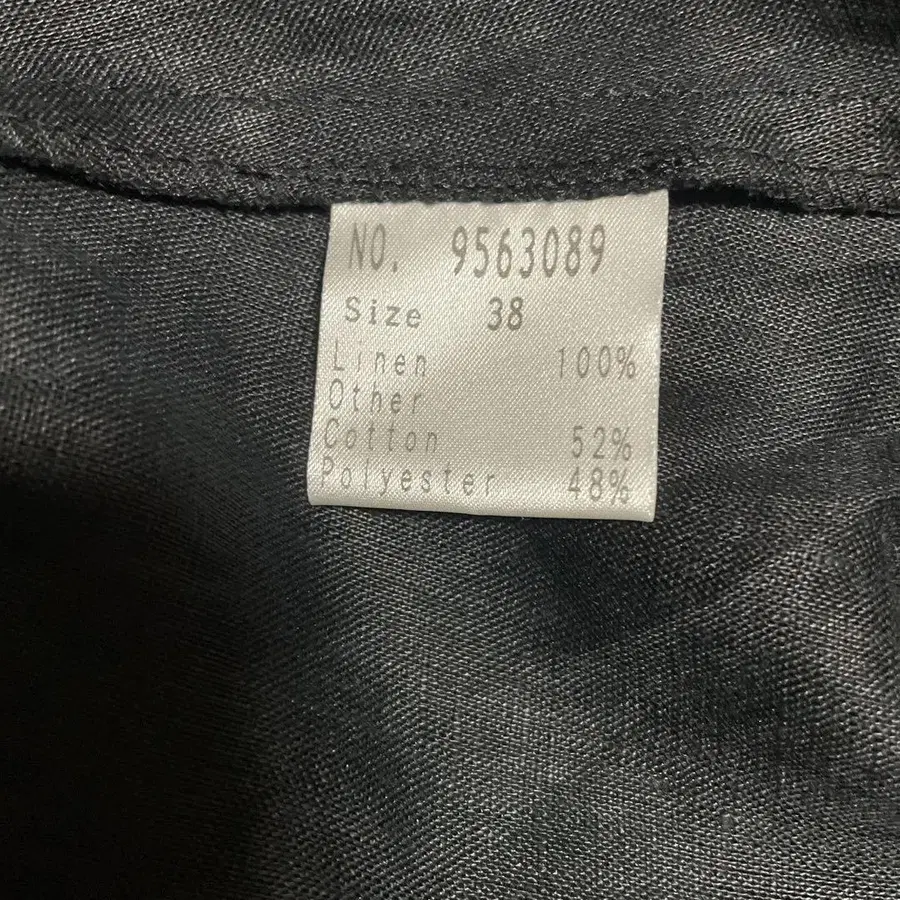 NO. 9563089
Size 38
Linen 100%
Other
Cotton 52%
Polyester 48%